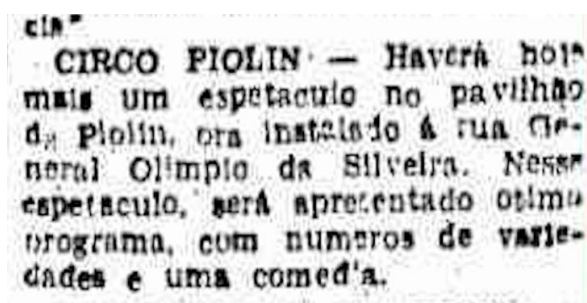 cia"
CIRCO PIOLIN — Haverá hoje
mais um espetaculo no pavilhão
da Piolin, ora instalado á rua Ge-
neral Olimpio da Silveira. Nesse
espetaculo, será apresentado otimo
programa, com numeros de varie-
dades e uma comedia.